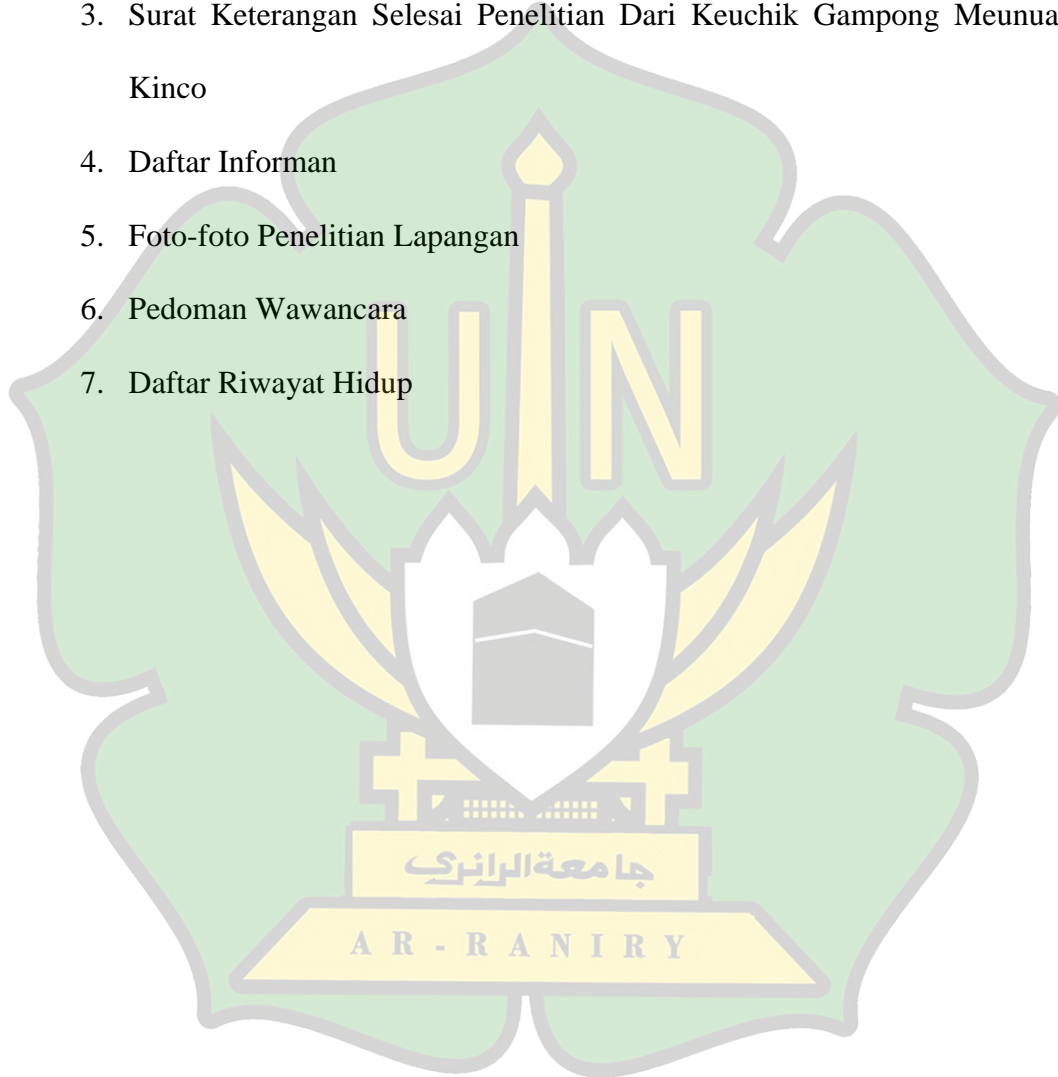 3. Surat Keterangan Selesai Penelitian Dari Keuchik Gampong Meunua
Kinco
4. Daftar Informan
5. Foto-foto Penelitian Lapangan
6. Pedoman Wawancara
7. Daftar Riwayat Hidup
UIN
جامعة الرانري
AR-RANIRY